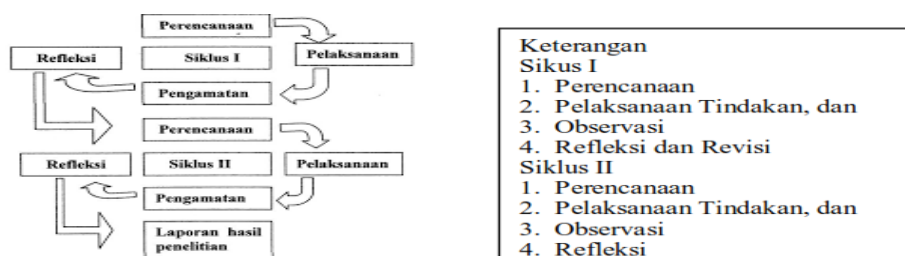 Perencanaan
Refleksi
Siklus I
Pelaksanaan
Pengamatan
Perencanaan
Refleksi
Siklus II
Pelaksanaan
Pengamatan
Laporan hasil
penelitian
Keterangan
Sikus I
1. Perencanaan
2. Pelaksanaan Tindakan, dan
3. Observasi
4. Refleksi dan Revisi
Siklus II
1. Perencanaan
2. Pelaksanaan Tindakan, dan
3. Observasi
4. Refleksi